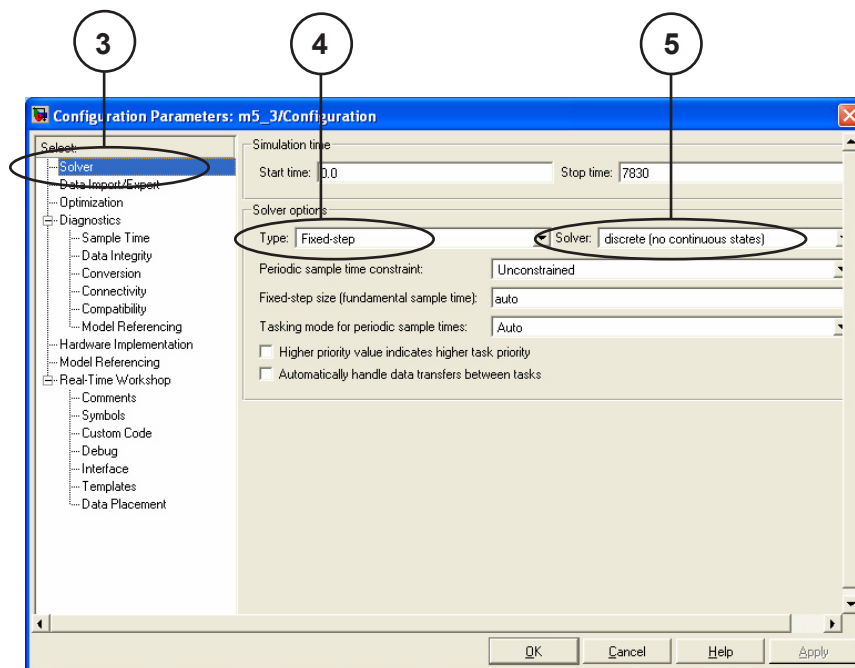 3
4
5
Configuration Parameters: m5_3/Configuration
Select:
Solver
Data Import/Export
Optimization
Diagnostics
Sample Time
Data Integrity
Conversion
Connectivity
Compatibility
Model Referencing
Hardware Implementation
Model Referencing
Real-Time Workshop
Comments
Symbols
Custom Code
Debug
Interface
Templates
Data Placement
Simulation time
Start time: 0.0 Stop time: 7830
Solver options
Type: Fixed-step Solver: discrete (no continuous states)
Periodic sample time constraint: Unconstrained
Fixed-step size (fundamental sample time): auto
Tasking mode for periodic sample times: Auto
Higher priority value indicates higher task priority
Automatically handle data transfers between tasks
OK Cancel Help Apply